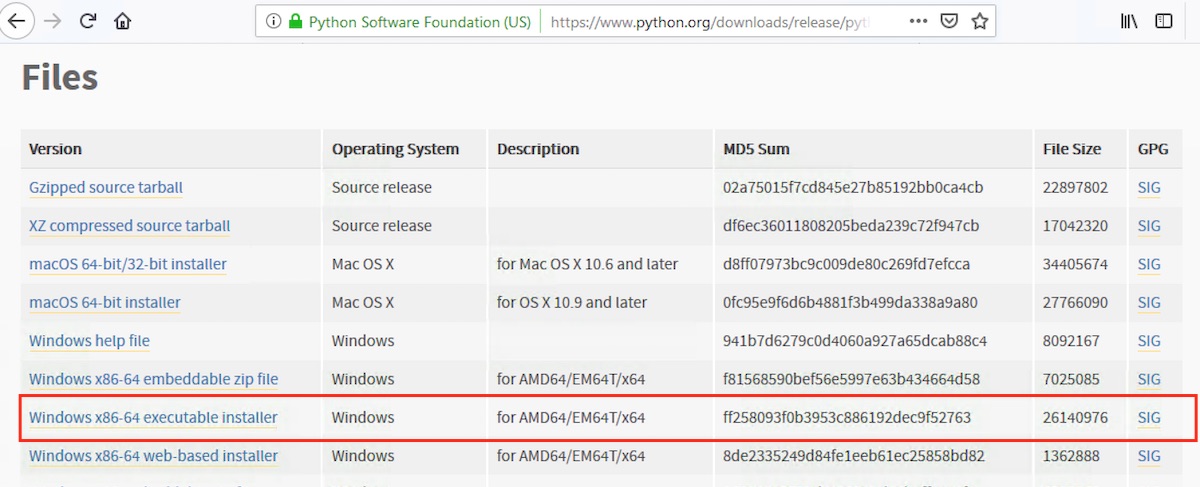 Python Software Foundation (US) https://www.python.org/downloads/release/pyt
Files
Version Operating System Description MD5 Sum File Size GPG
Gzipped source tarball Source release 02a75015f7cd845e27b85192bb0ca4cb 22897802 SIG
XZ compressed source tarball Source release df6ec36011808205beda239c72f947cb 17042320 SIG
macOS 64-bit/32-bit installer Mac OS X for Mac OS X 10.6 and later d8ff07973bc9c009de80c269fd7efcca 34405674 SIG
macOS 64-bit installer Mac OS X for OS X 10.9 and later 0fc95e9f6d6b4881f3b499da338a9a80 27766090 SIG
Windows help file Windows 941b7d6279c0d4060a927a65dcab88c4 8092167 SIG
Windows x86-64 embeddable zip file Windows for AMD64/EM64T/x64 f81568590bef56e5997e63b434664d58 7025085 SIG
Windows x86-64 executable installer Windows for AMD64/EM64T/x64 ff258093f0b3953c886192dec9f52763 26140976 SIG
Windows x86-64 web-based installer Windows for AMD64/EM64T/x64 8de2335249d84fe1eeb61ec25858bd82 1362888 SIG